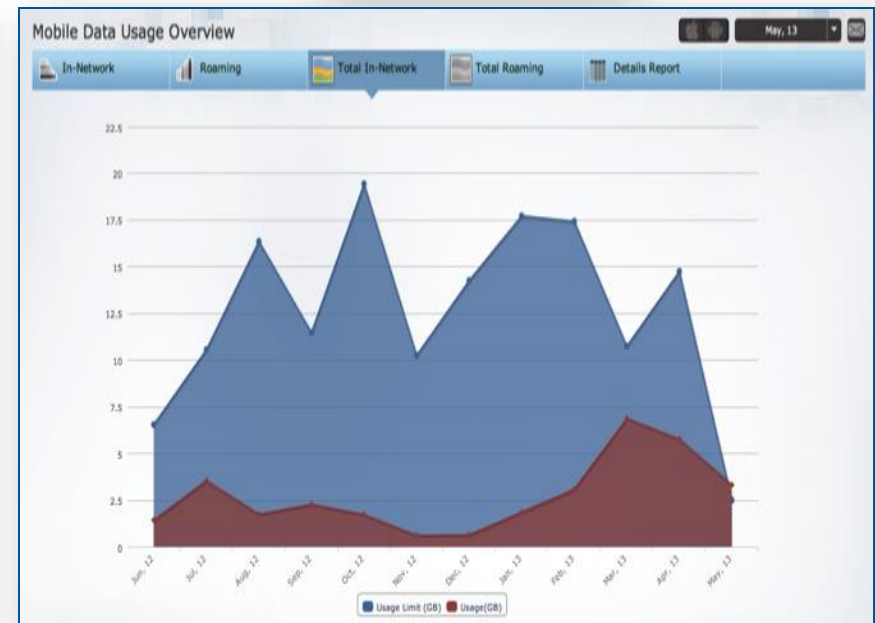 Mobile Data Usage Overview
May, 13
In-Network Roaming Total In-Network Total Roaming Details Report
22.5
20
17.5
15
12.5
10
7.5
5
2.5
0
Jun, 12 Jul, 12 Aug, 12 Sep, 12 Oct, 12 Nov, 12 Dec, 12 Jan, 13 Feb, 13 Mar, 13 Apr, 13 May, 13
Usage Limit (GB) Usage(GB)